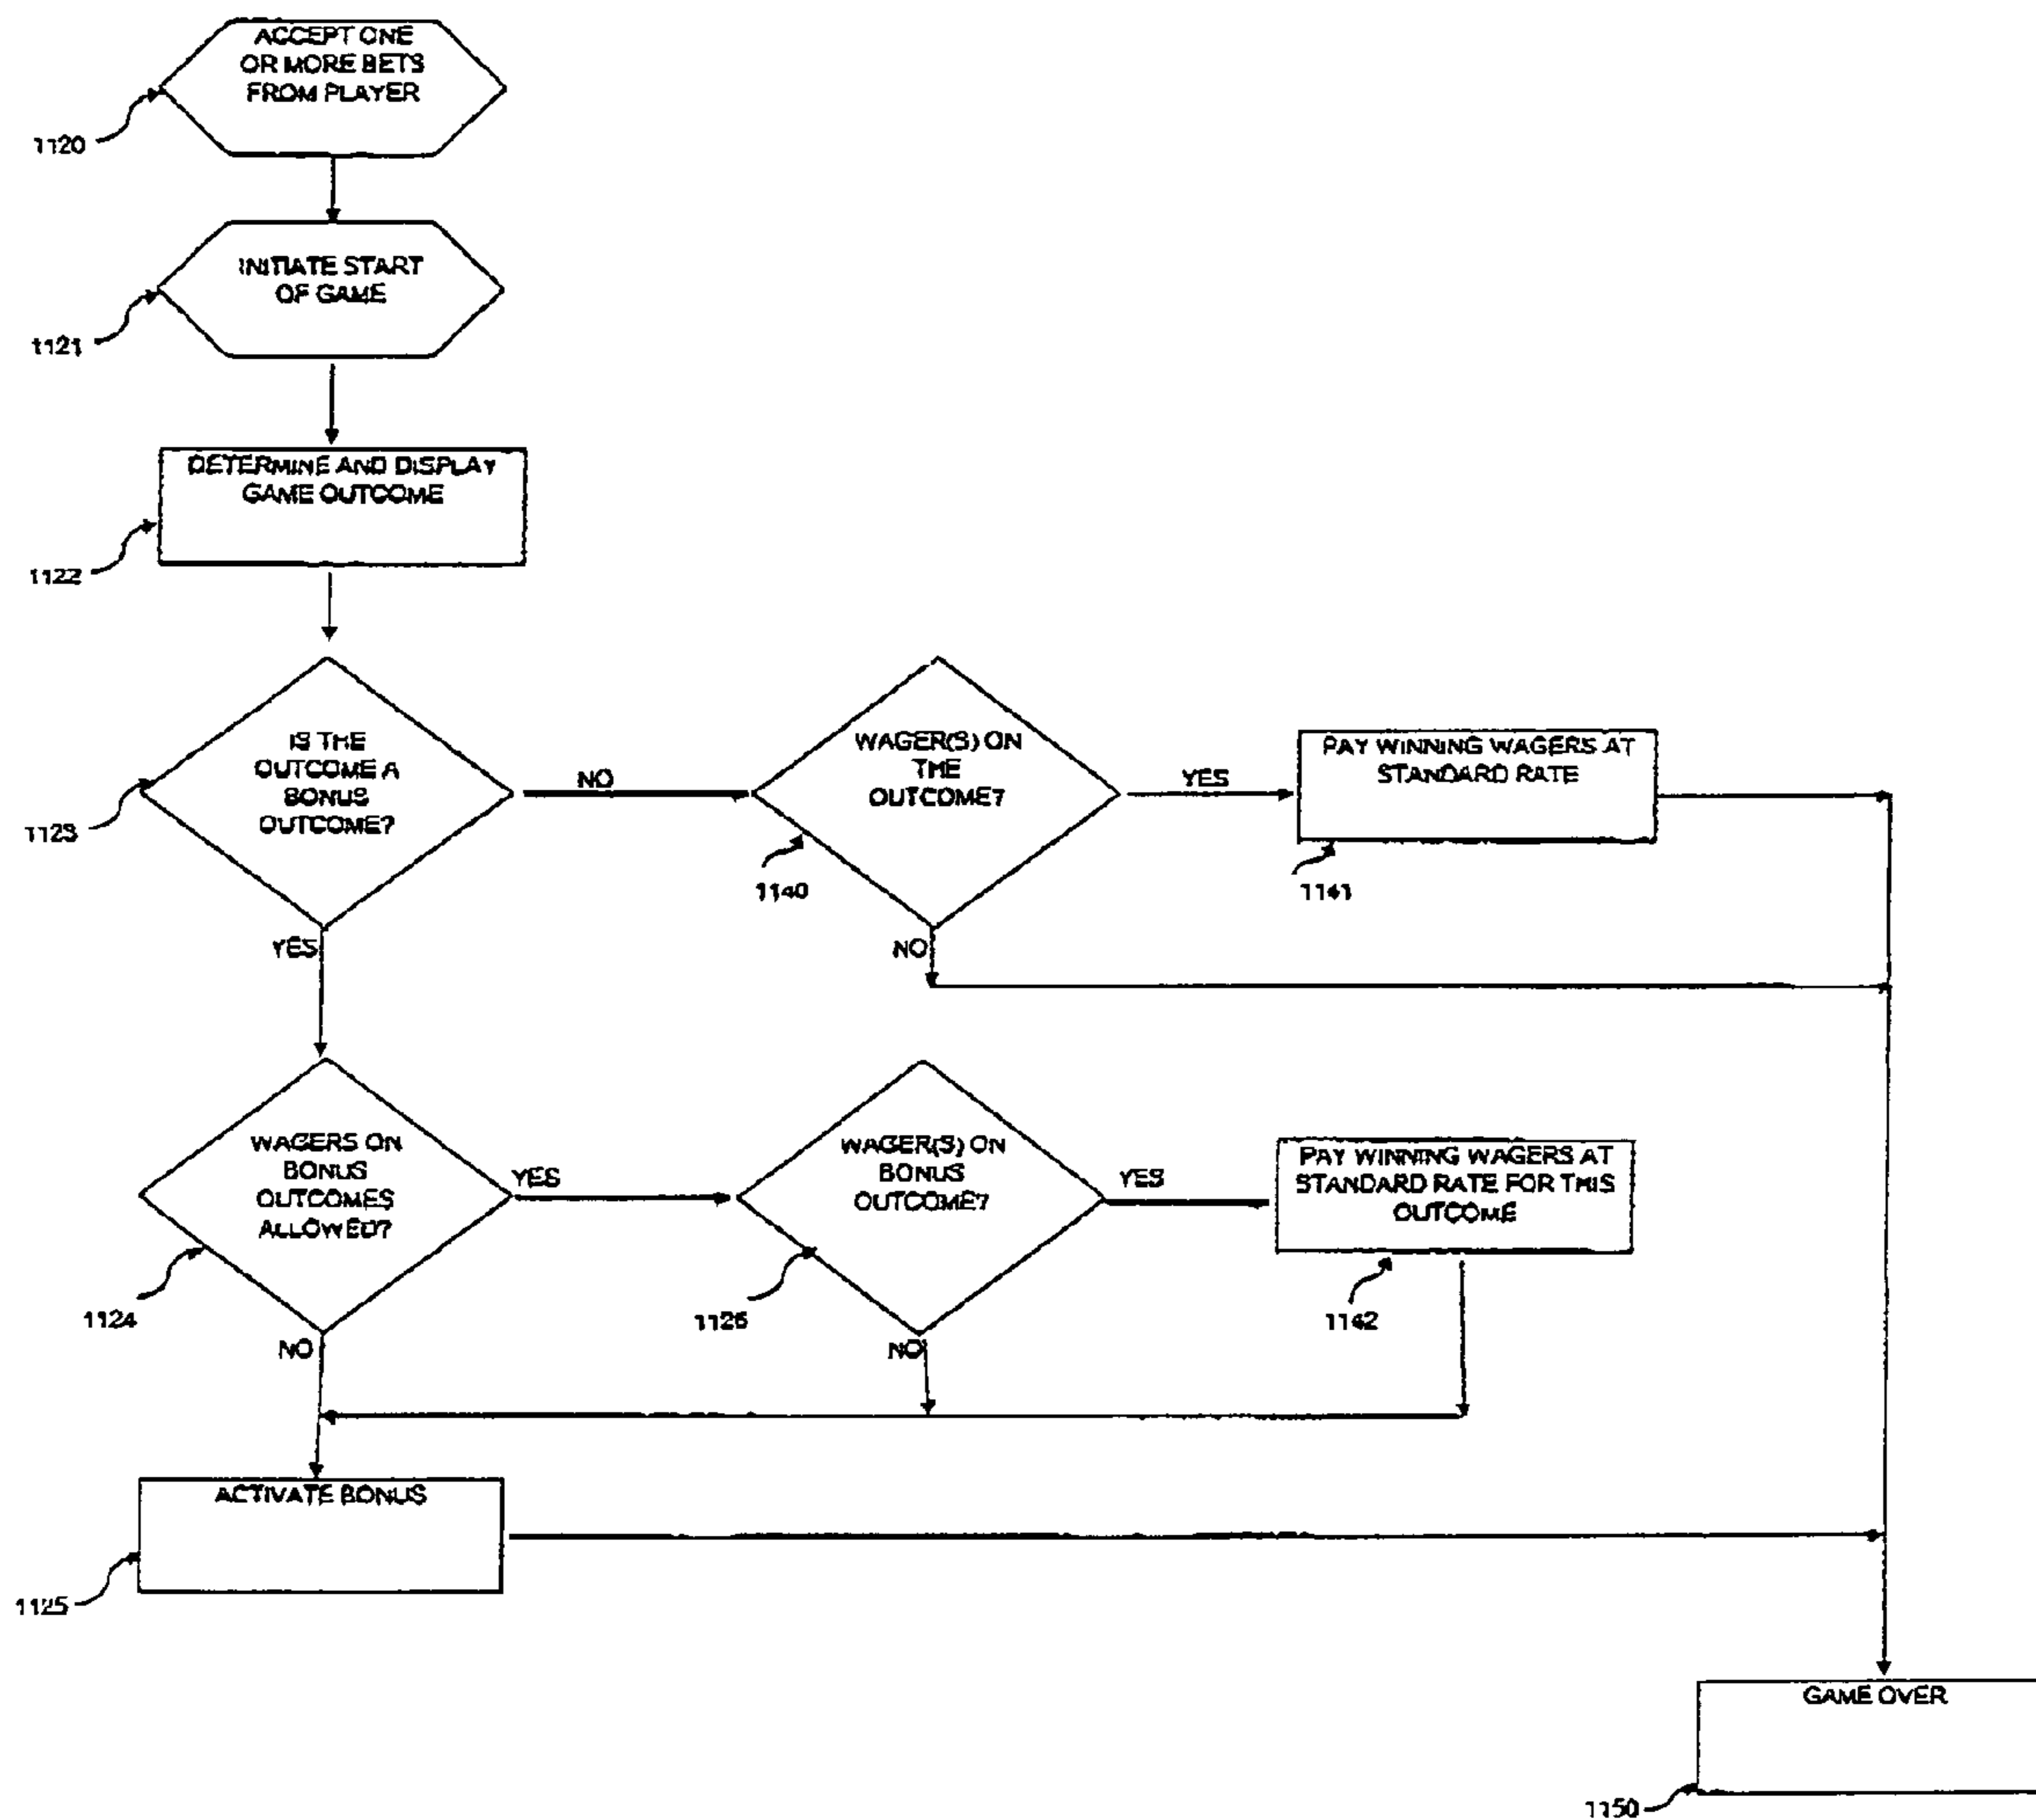 ACCEPT ONE
OR MORE BETS
FROM PLAYER
1120
INITIATE START
OF GAME
1121
DETERMINE AND DISPLAY
GAME OUTCOME
1122
IS THE
OUTCOME A
BONUS
OUTCOME?
1123
NO
YES
WAGER(S) ON
THE
OUTCOME?
1140
YES
NO
PAY WINNING WAGERS AT
STANDARD RATE
1141
WAGERS ON
BONUS
OUTCOMES
ALLOWED?
1124
YES
NO
WAGER(S) ON
BONUS
OUTCOME?
1126
YES
NO
PAY WINNING WAGERS AT
STANDARD RATE FOR THIS
OUTCOME
1142
ACTIVATE BONUS
1125
GAME OVER
1150